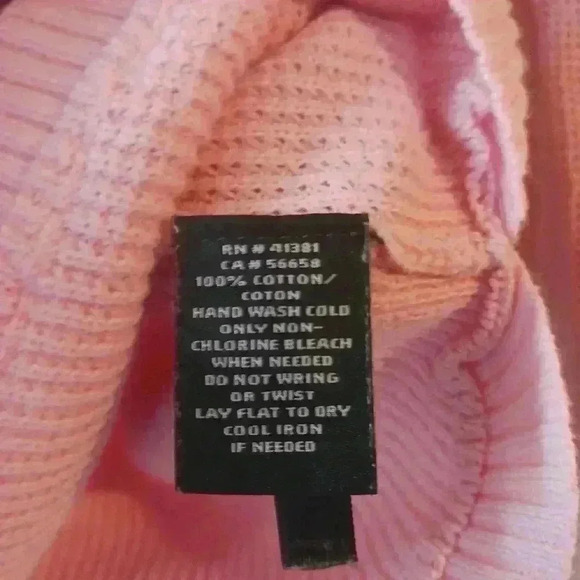 RN # 41381
CA # 56658
100% COTTON/
COTON
HAND WASH COLD
ONLY NON-
CHLORINE BLEACH
WHEN NEEDED
DO NOT WRING
OR TWIST
LAY FLAT TO DRY
COOL IRON
IF NEEDED